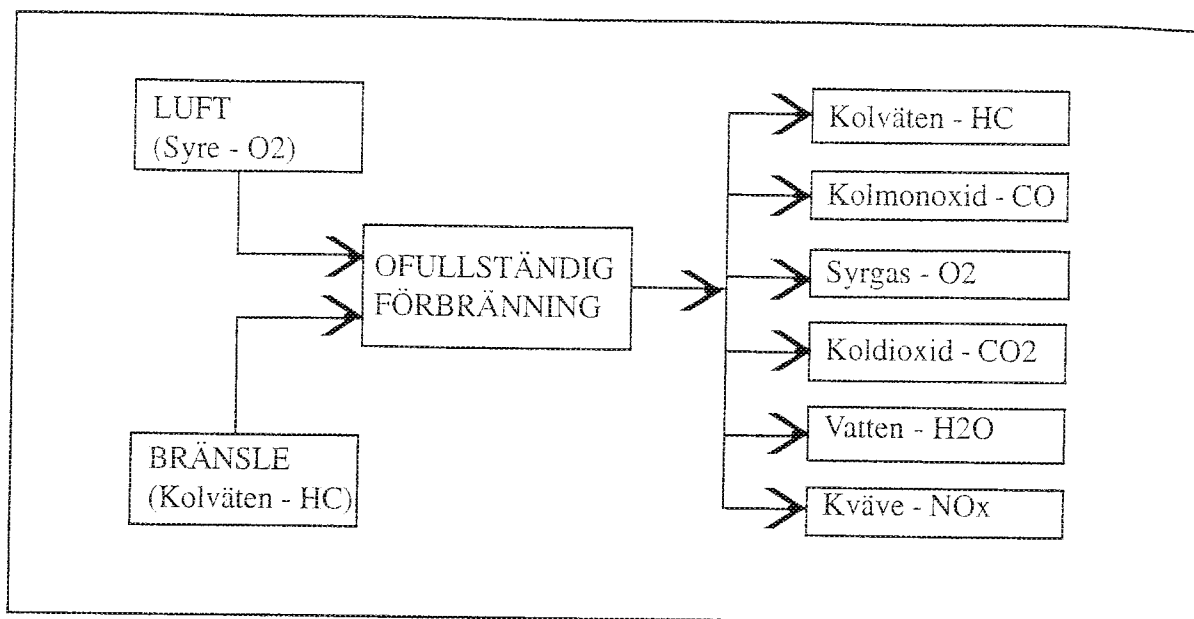 LUFT
(Syre - O2)
BRÄNSLE
(Kolväten - HC)
OFULLSTÄNDIG
FÖRBRÄNNING
Kolväten - HC
Kolmonoxid - CO
Syrgas - O2
Koldioxid - CO2
Vatten - H2O
Kväve - NOx